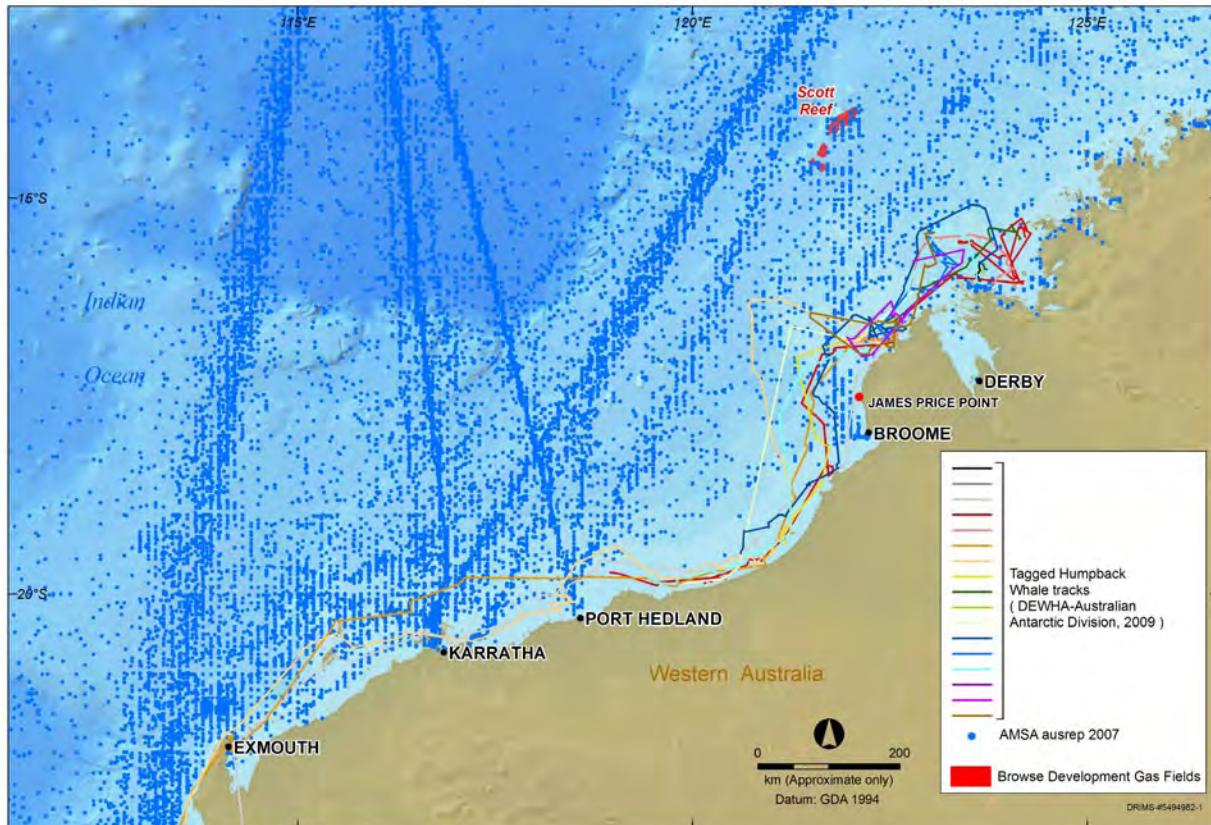 115°E
120°E
125°E
Scott
Reef
15°S
Indian
Ocean
DERBY
JAMES PRICE POINT
BROOME
20°S
PORT HEDLAND
KARRATHA
Western Australia
EXMOUTH
0
200
km (Approximate only)
Datum: GDA 1994
Tagged Humpback
Whale tracks
( DEWHA-Australian
Antarctic Division, 2009 )
AMSA ausrep 2007
Browse Development Gas Fields
DRIMS-#5494982-1